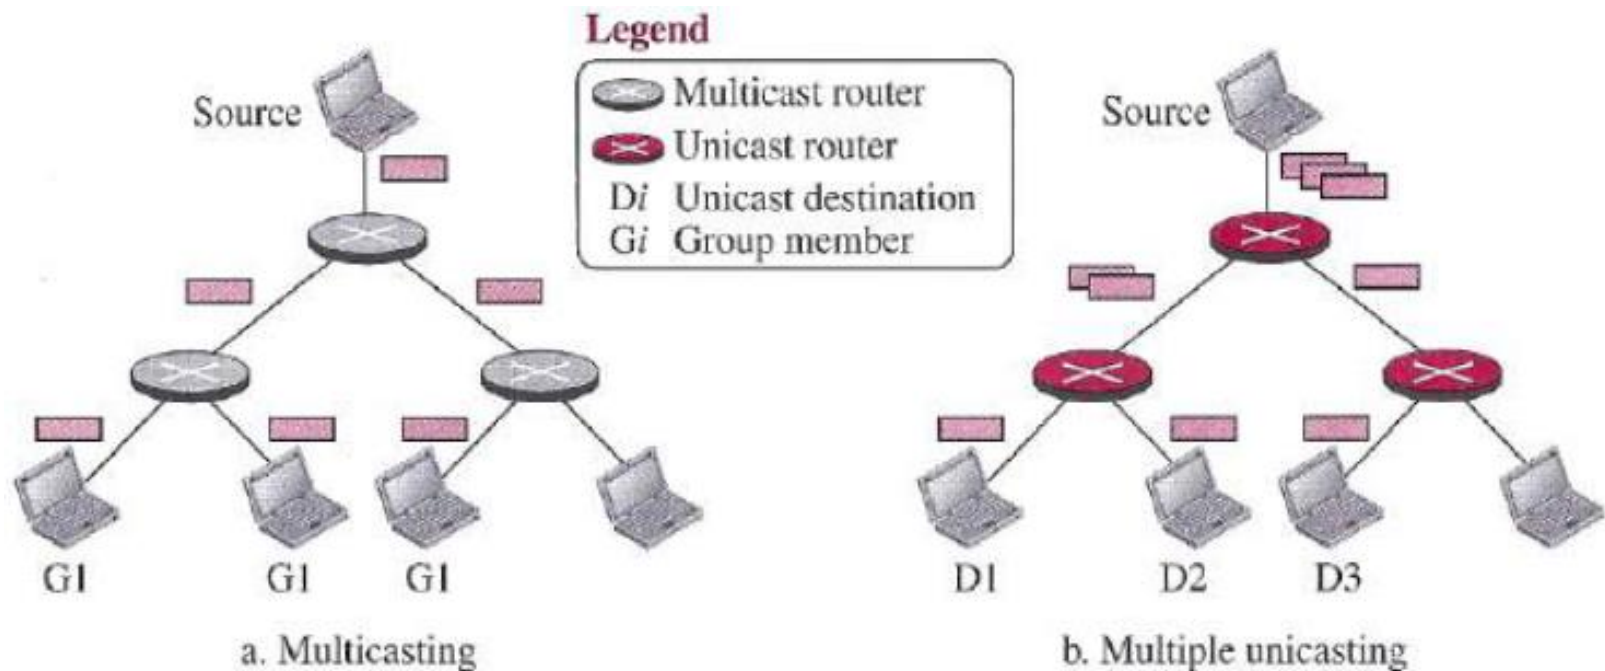 Legend
Multicast router
Unicast router
Di Unicast destination
Gi Group member
Source
G1
G1
G1
a. Multicasting
Source
D1
D2
D3
b. Multiple unicasting